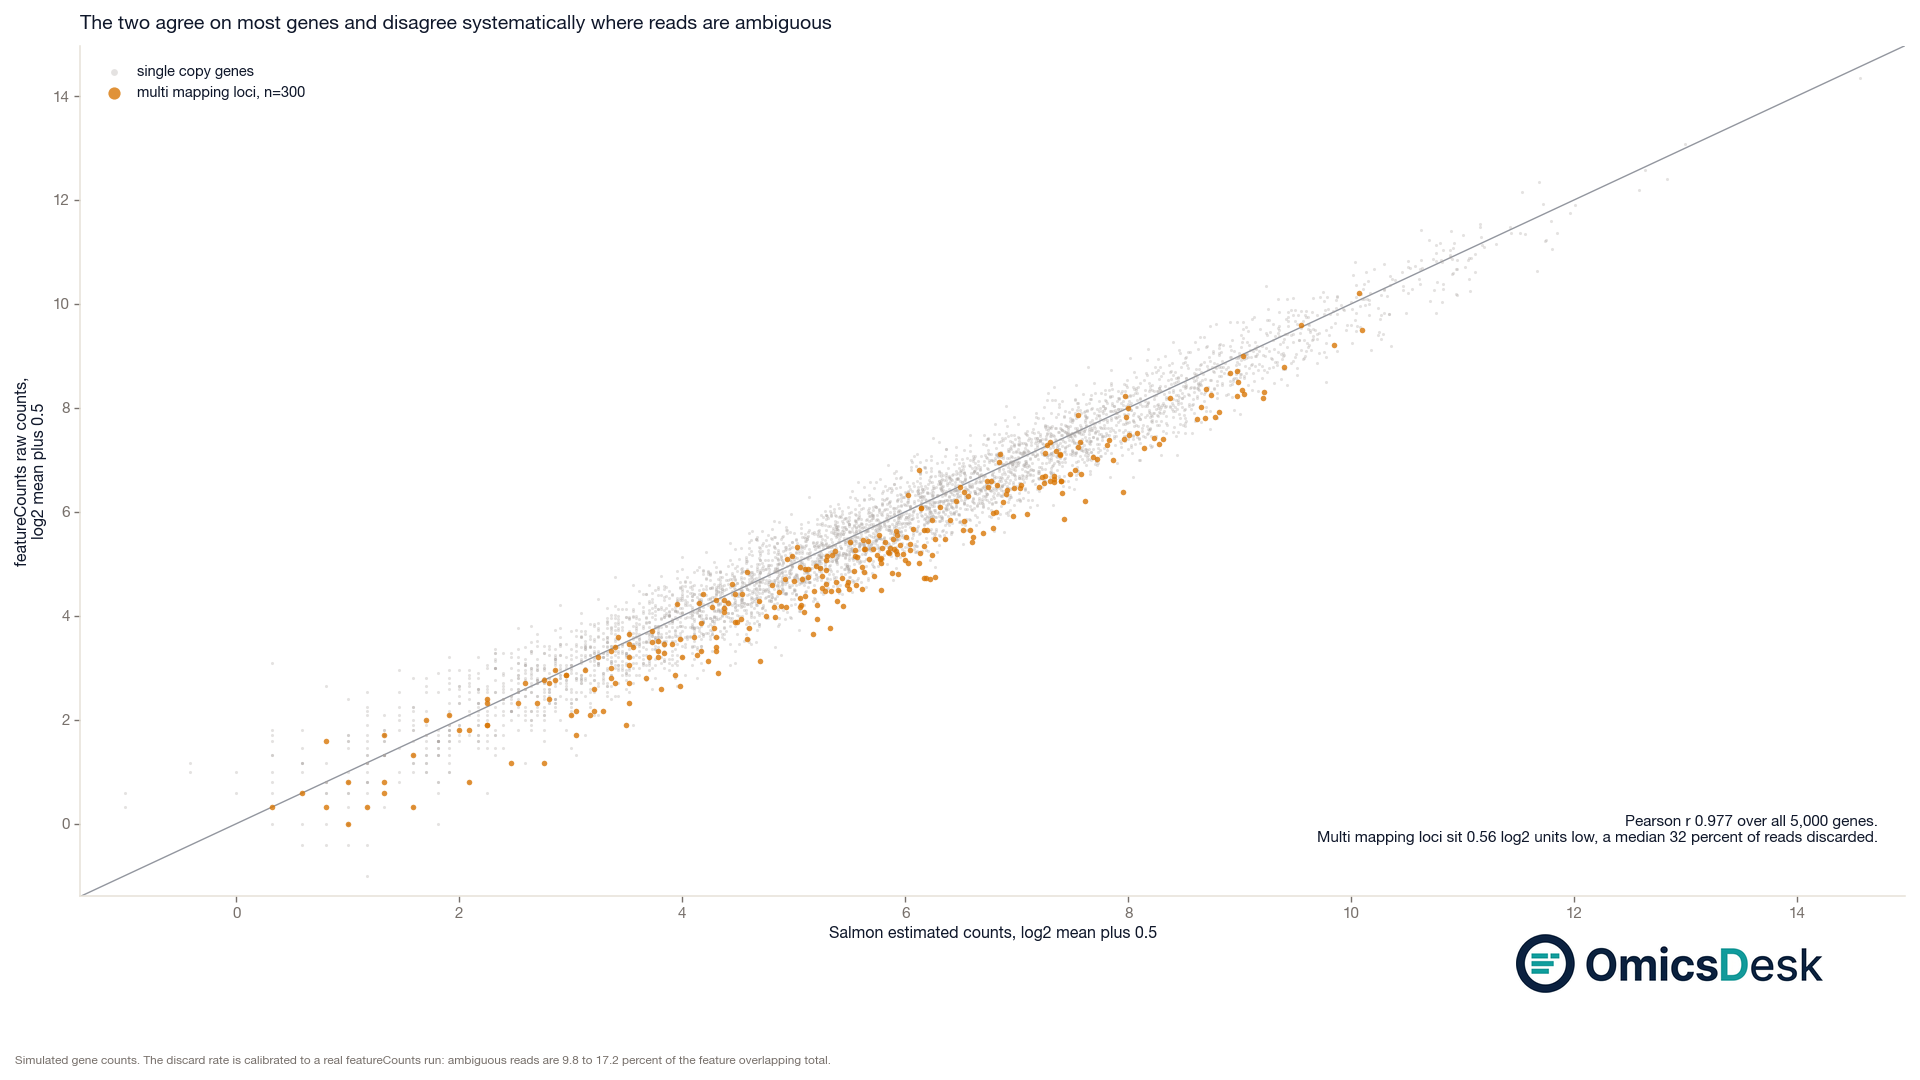 The two agree on most genes and disagree systematically where reads are ambiguous
single copy genes
multi mapping loci, n=300
14
12
10
8
6
4
2
0
featureCounts raw counts,
log2 mean plus 0.5
Pearson r 0.977 over all 5,000 genes.
Multi mapping loci sit 0.56 log2 units low, a median 32 percent of reads discarded.
0 2 4 6 8 10 12 14
Salmon estimated counts, log2 mean plus 0.5
OmicsDesk
Simulated gene counts. The discard rate is calibrated to a real featureCounts run: ambiguous reads are 9.8 to 17.2 percent of the feature overlapping total.